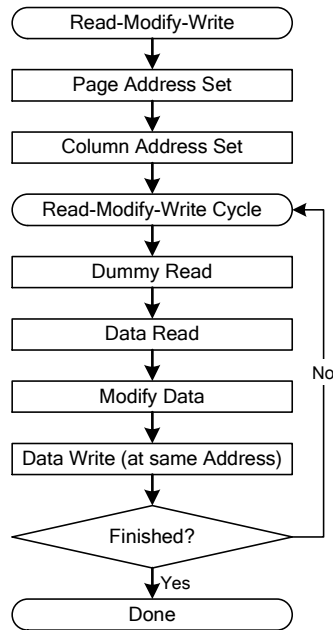 Read-Modify-Write
Page Address Set
Column Address Set
Read-Modify-Write Cycle
Dummy Read
Data Read
No
Modify Data
Data Write (at same Address)
Finished?
Yes
Done